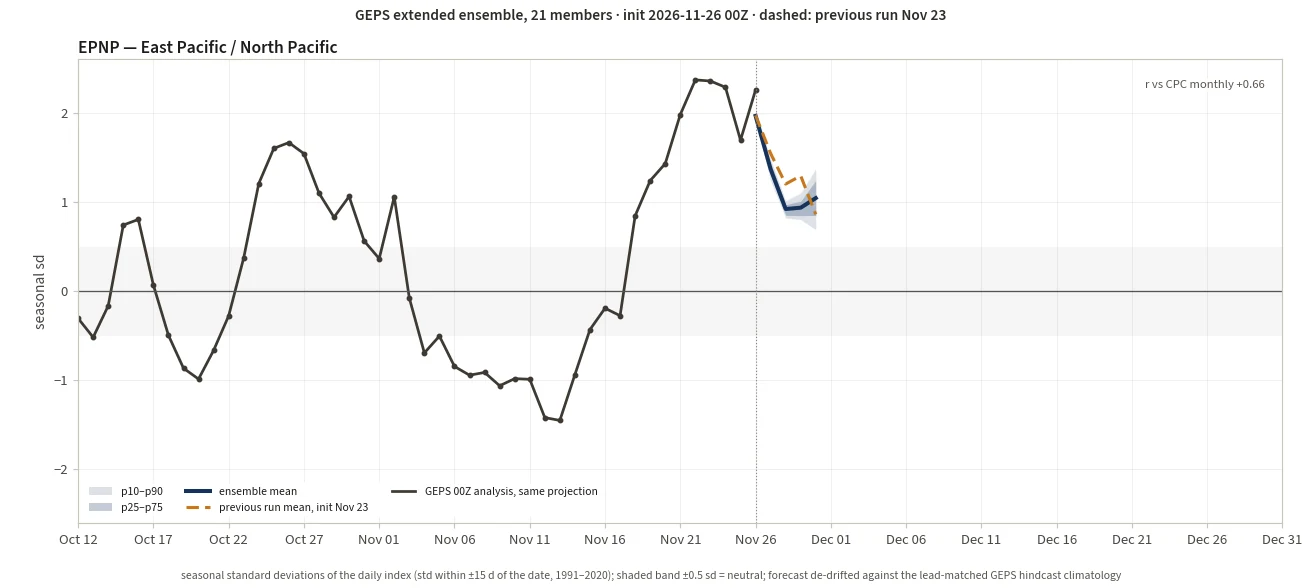 GEPS extended ensemble, 21 members · init 2026-11-26 00Z · dashed: previous run Nov 23
EPNP — East Pacific / North Pacific
r vs CPC monthly +0.66
seasonal sd
2
1
0
−1
−2
p10–p90
p25–p75
ensemble mean
previous run mean, init Nov 23
GEPS 00Z analysis, same projection
Oct 12 Oct 17 Oct 22 Oct 27 Nov 01 Nov 06 Nov 11 Nov 16 Nov 21 Nov 26 Dec 01 Dec 06 Dec 11 Dec 16 Dec 21 Dec 26 Dec 31
seasonal standard deviations of the daily index (std within ±15 d of the date, 1991–2020); shaded band ±0.5 sd = neutral; forecast de-drifted against the lead-matched GEPS hindcast climatology